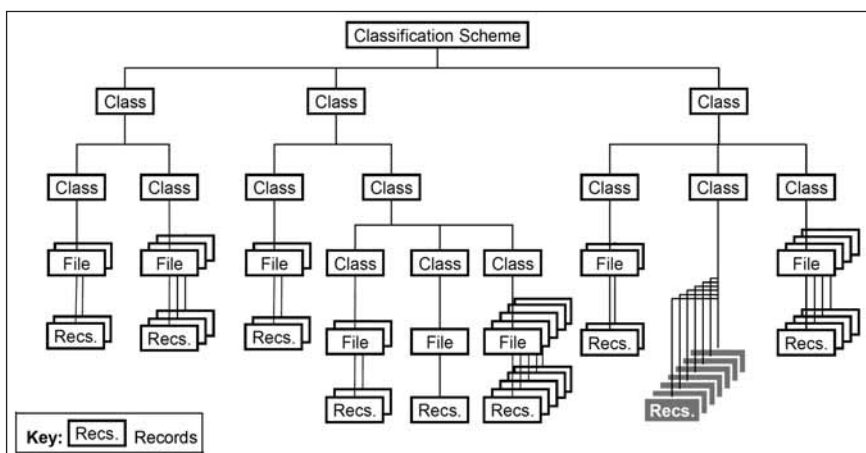 Classification Scheme
Class Class Class
Class Class Class Class Class Class Class
File File File Class Class Class File File
Recs. Recs. Recs. File File File Recs. Recs.
Recs. Recs. Recs. Recs.
Key: Recs. Records